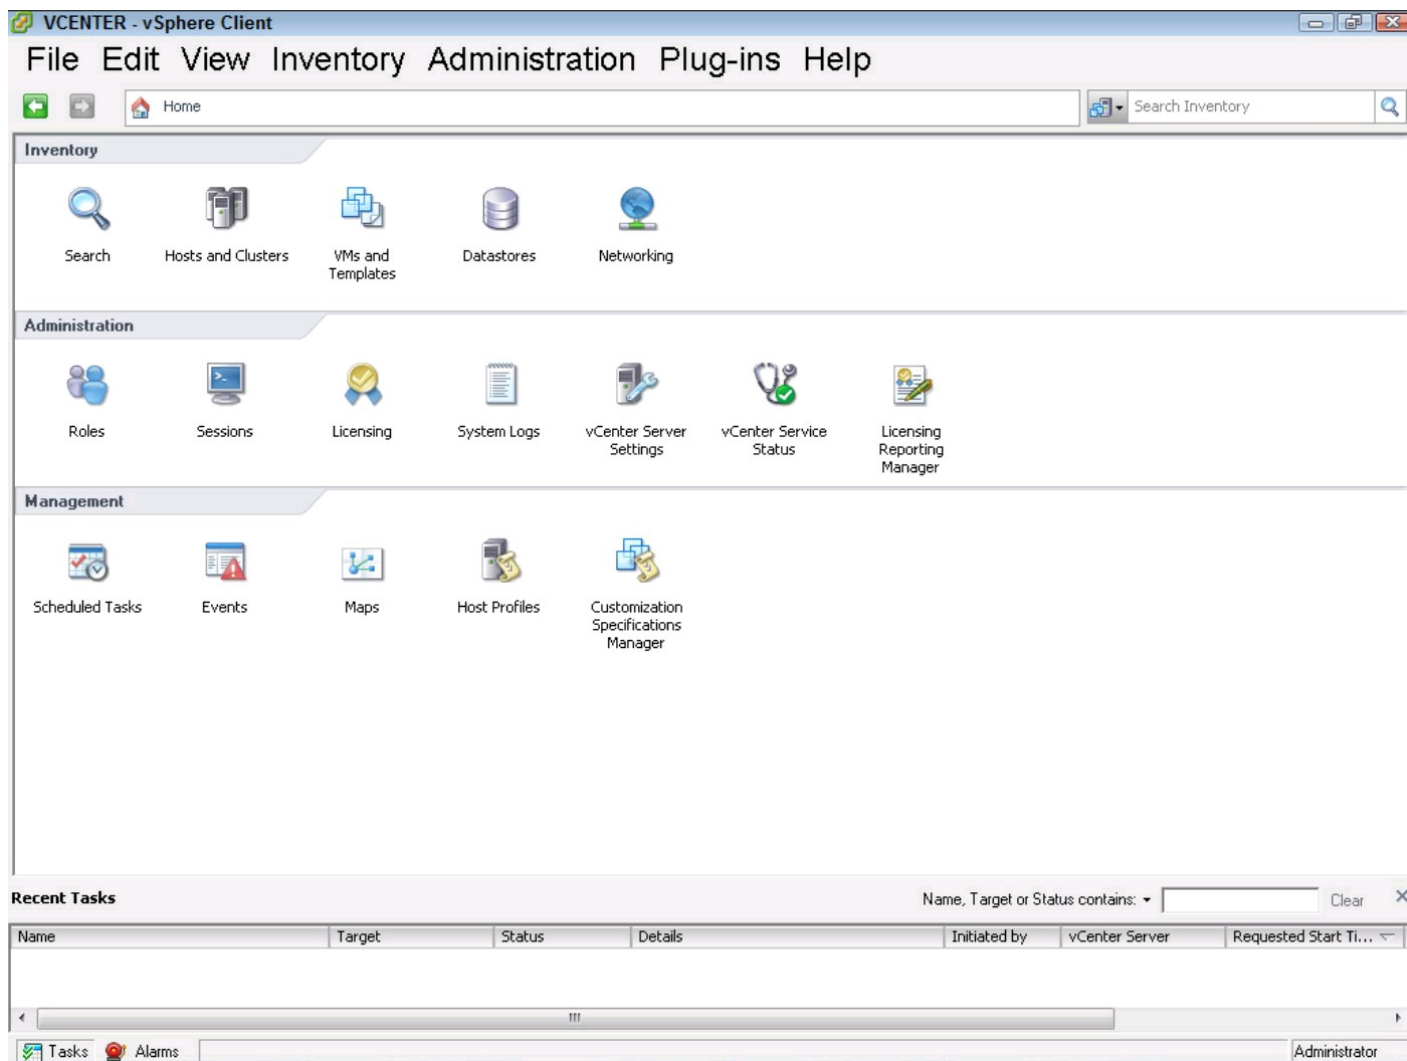 VCENTER - vSphere Client
File Edit View Inventory Administration Plug-ins Help
Home
Search Inventory
Inventory
Search Hosts and Clusters VMs and Templates Datastores Networking
Administration
Roles Sessions Licensing System Logs vCenter Server Settings vCenter Service Status Licensing Reporting Manager
Management
Scheduled Tasks Events Maps Host Profiles Customization Specifications Manager
Recent Tasks
Name, Target or Status contains:
Clear
Name Target Status Details Initiated by vCenter Server Requested Start Ti...
Tasks Alarms
Administrator